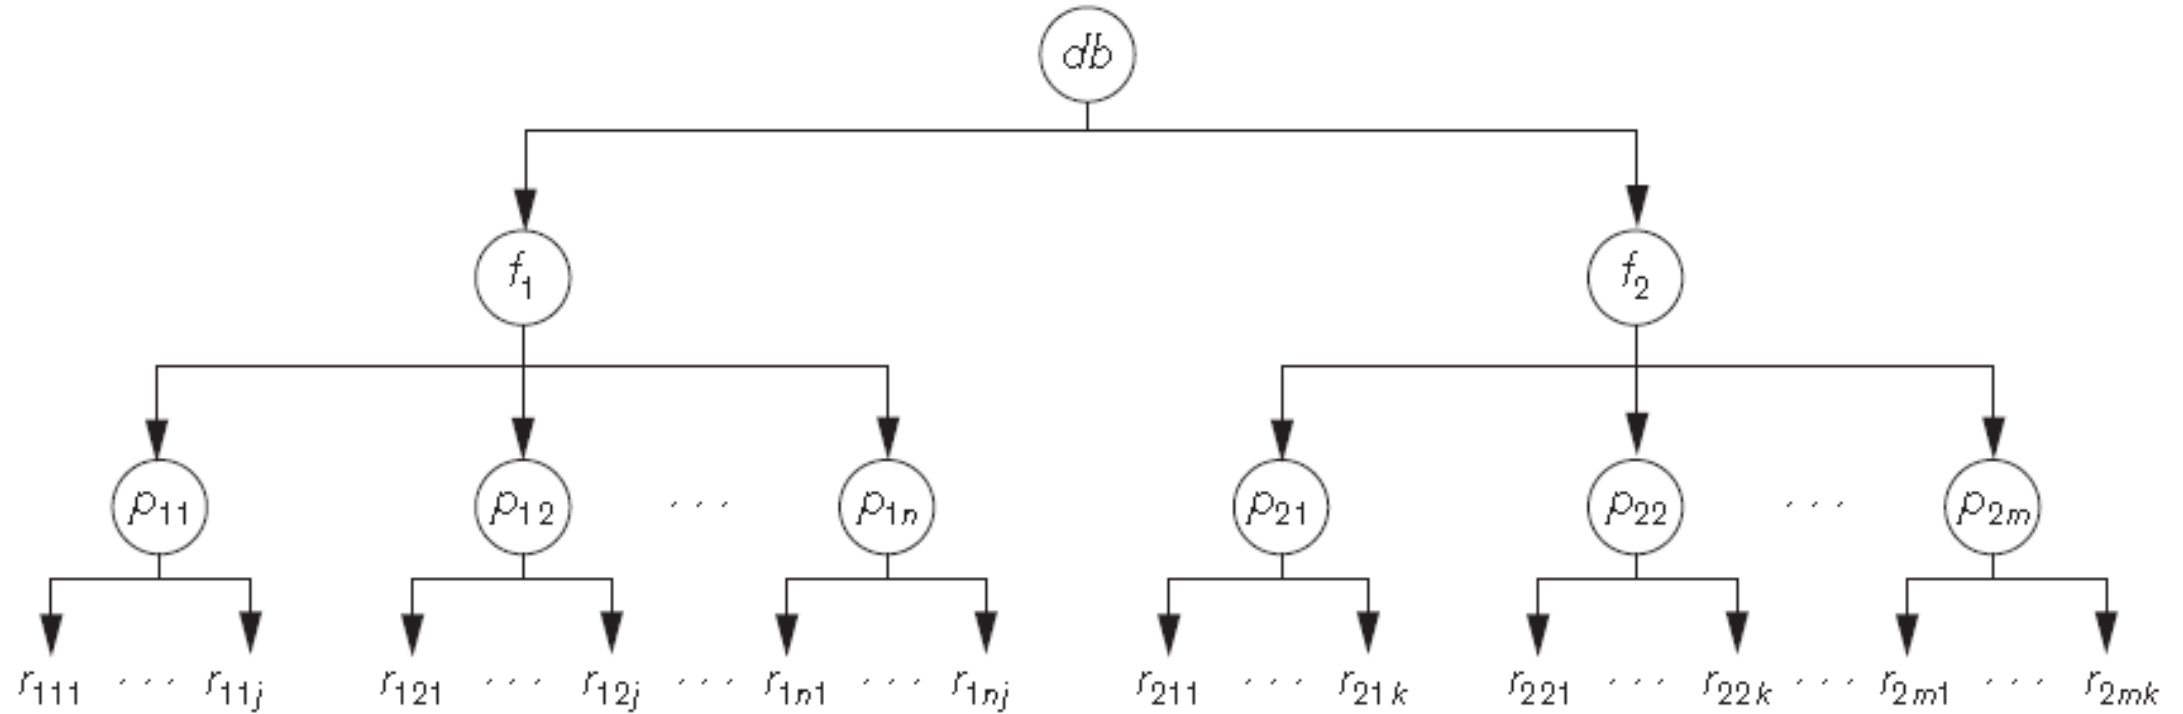 db
f1 f2
p11 p12 ... p1n p21 p22 ... p2m
r111 ... r11j r121 ... r12j ... r1n1 ... r1nj r211 ... r21k r221 ... r22k ... r2m1 ... r2mk